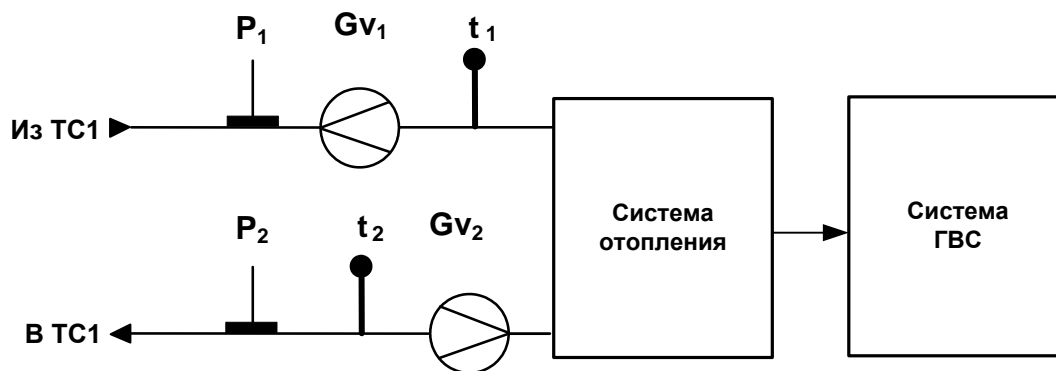 P₁ Gv₁ t₁
Из ТС1
P₂ t₂ Gv₂
В ТС1
Система
отопления
Система
ГВС